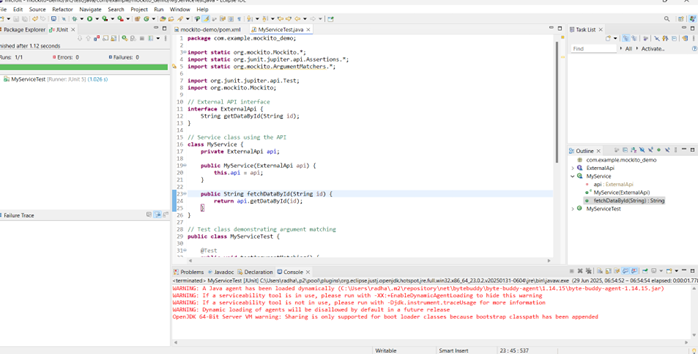 mockito-demo/pom.xml - Eclipse IDE
File Edit Source Refactor Navigate Search Project Run Window Help
Package Explorer JUnit
finished after 1.12 seconds
Runs: 1/1 Errors: 0 Failures: 0
MyServiceTest [Runner: JUnit 5] (1.026 s)
Failure Trace
mockito-demo/pom.xml MyServiceTest.java
1 package com.example.mockito_demo;
2
3 import static org.mockito.Mockito.*;
4 import static org.junit.jupiter.api.Assertions.*;
5 import static org.mockito.ArgumentMatchers.*;
6
7 import org.junit.jupiter.api.Test;
8 import org.mockito.Mockito;
9
10 // External API interface
11 interface ExternalApi {
12 String getDataById(String id);
13 }
14
15 // Service class using the API
16 class MyService {
17 private ExternalApi api;
18
19 public MyService(ExternalApi api) {
20 this.api = api;
21 }
22
23 public String fetchDataById(String id) {
24 return api.getDataById(id);
25 }
26 }
27
28 // Test class demonstrating argument matching
29 public class MyServiceTest {
30
31 @Test
Task List
Find All Activate...
Outline
com.example.mockito_demo
ExternalApi
MyService
api : ExternalApi
MyService(ExternalApi)
fetchDataById(String) : String
MyServiceTest
Problems Javadoc Declaration Console
<terminated> MyServiceTest [JUnit] C:\Users\radha\.p2\pool\plugins\org.eclipse.justj.openjdk.hotspot.jre.full.win32.x86_64_23.0.2.v20250131-0604\jre\bin\javaw.exe (29 Jun 2025, 06:54:52 – 06:54:54 elapsed: 0:00:01.77
WARNING: A Java agent has been loaded dynamically (C:\Users\radha\.m2\repository\net\bytebuddy\byte-buddy-agent\1.14.15\byte-buddy-agent-1.14.15.jar)
WARNING: If a serviceability tool is in use, please run with -XX:+EnableDynamicAgentLoading to hide this warning
WARNING: If a serviceability tool is not in use, please run with -Djdk.instrument.traceUsage for more information
WARNING: Dynamic loading of agents will be disallowed by default in a future release
OpenJDK 64-Bit Server VM warning: Sharing is only supported for boot loader classes because bootstrap classpath has been appended
Writable Smart Insert 23 : 45 : 537